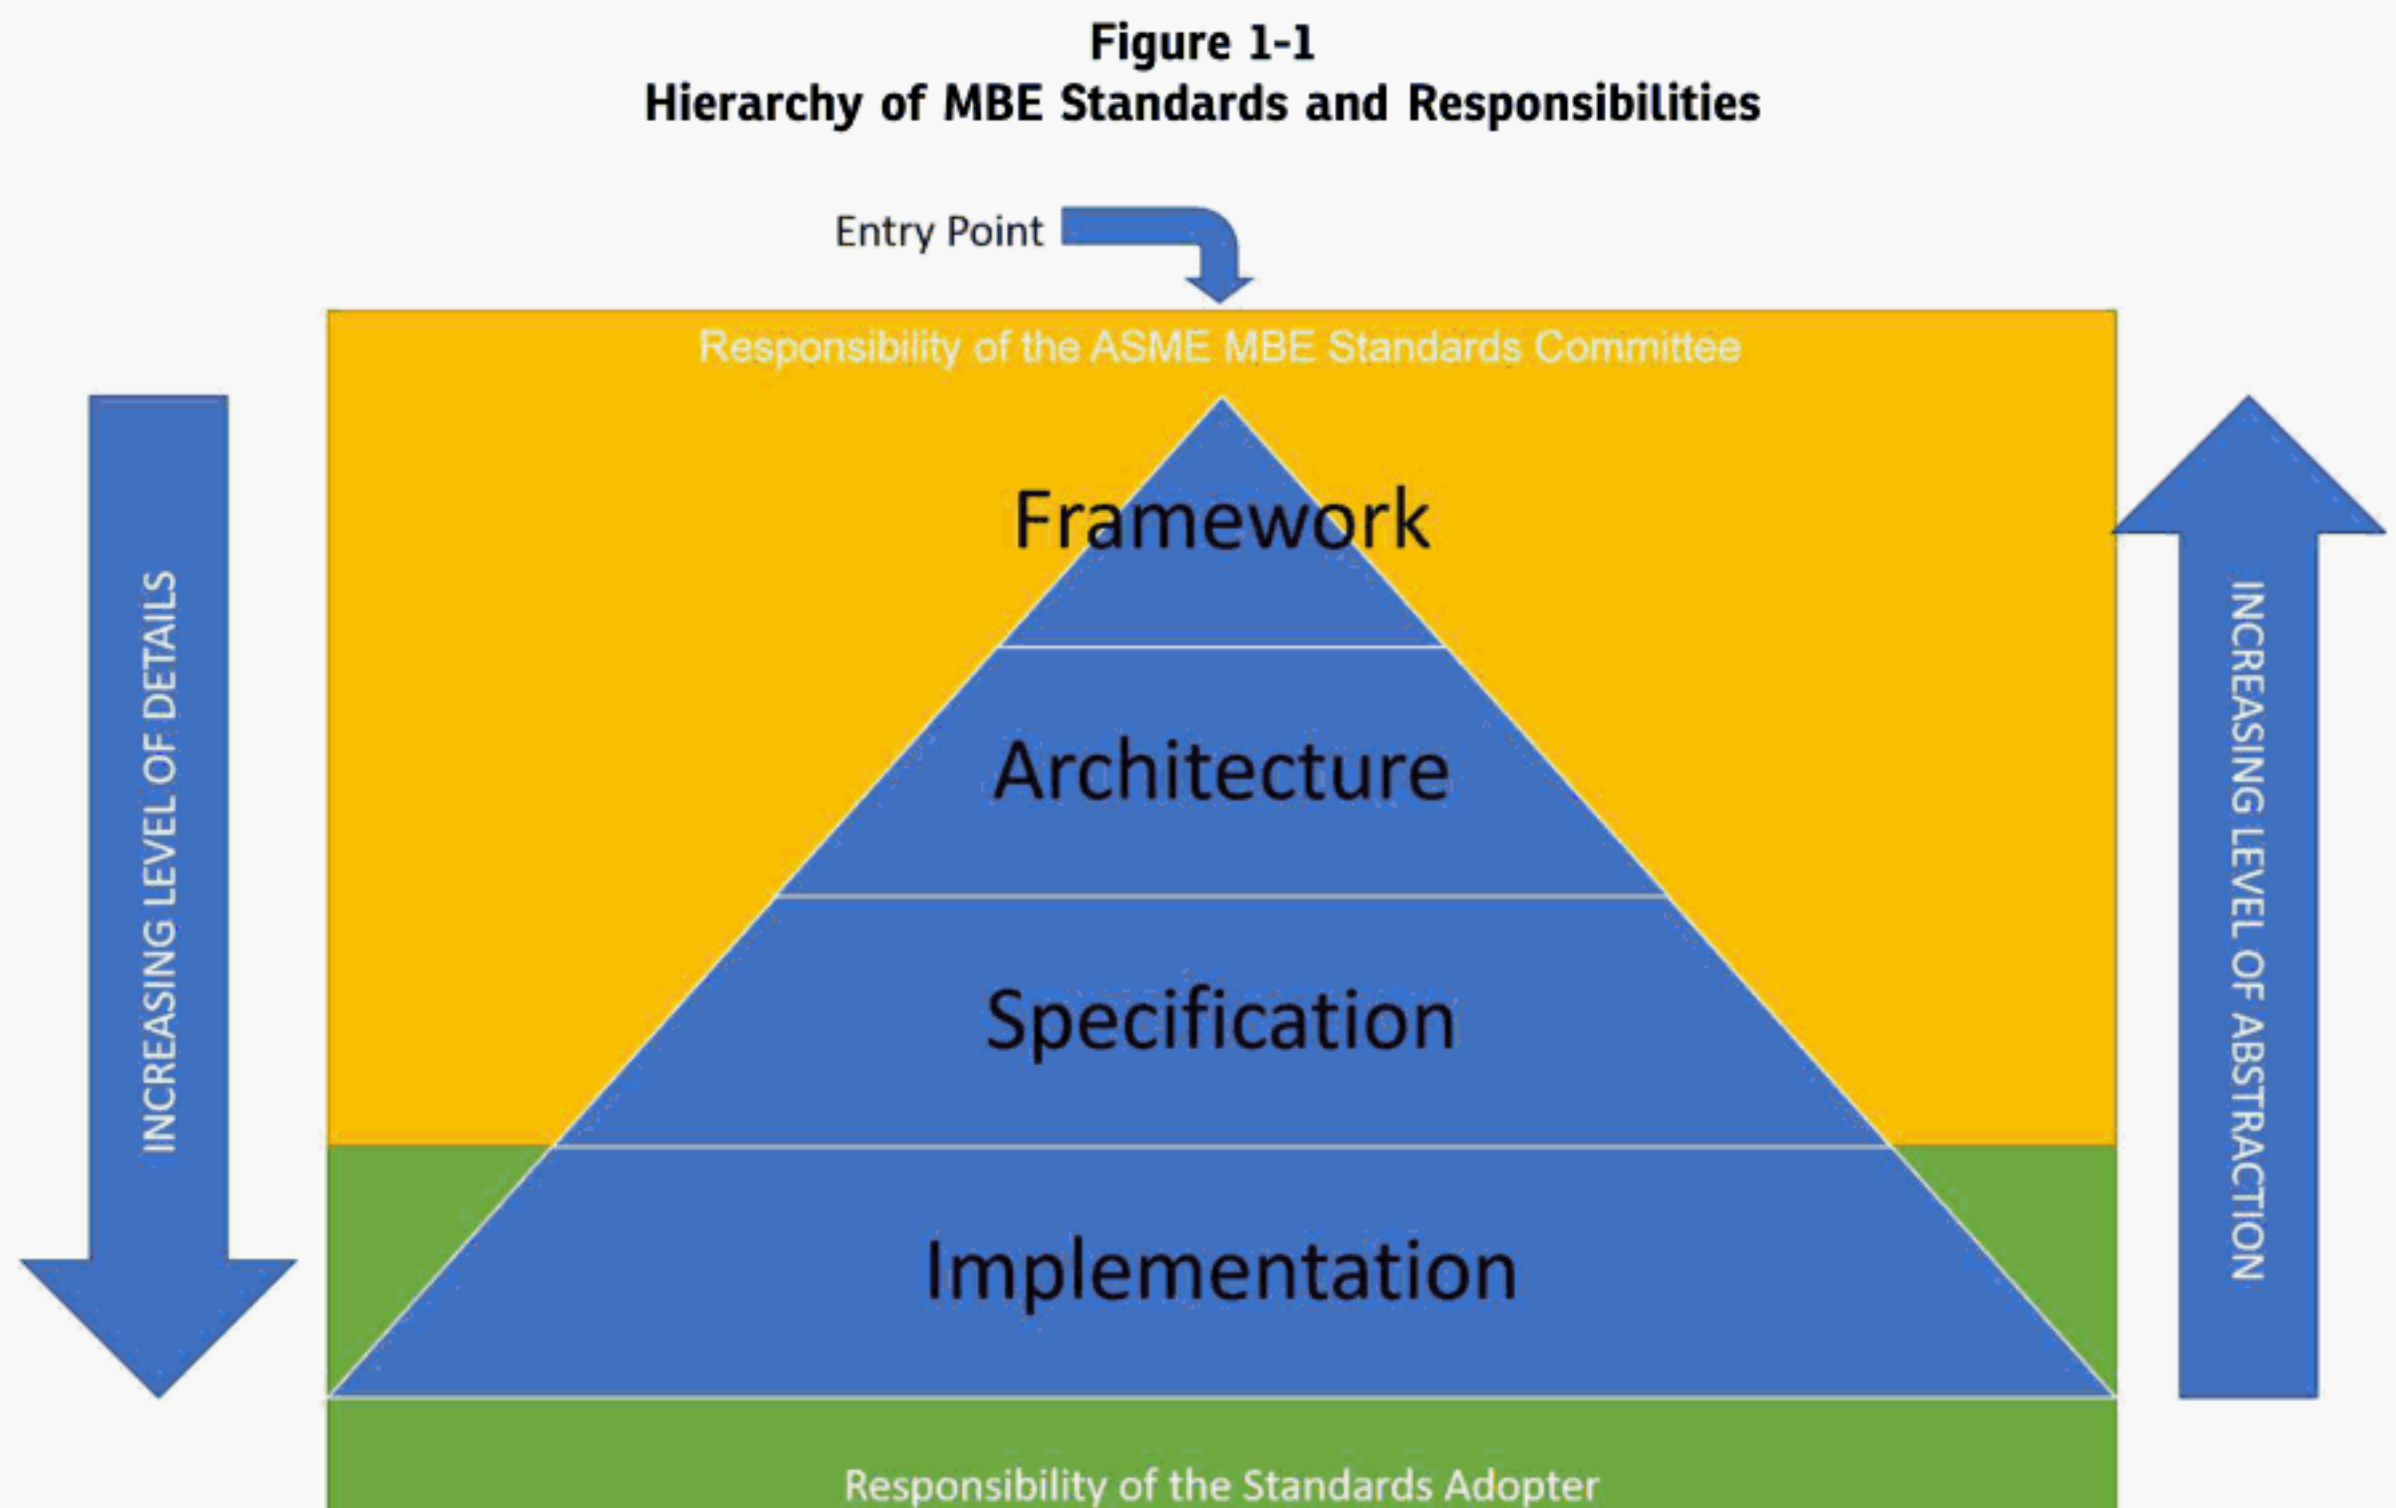 Figure 1-1
Hierarchy of MBE Standards and Responsibilities
Entry Point
Responsibility of the ASME MBE Standards Committee
INCREASING LEVEL OF DETAILS
Framework
Architecture
Specification
Implementation
INCREASING LEVEL OF ABSTRACTION
Responsibility of the Standards Adopter